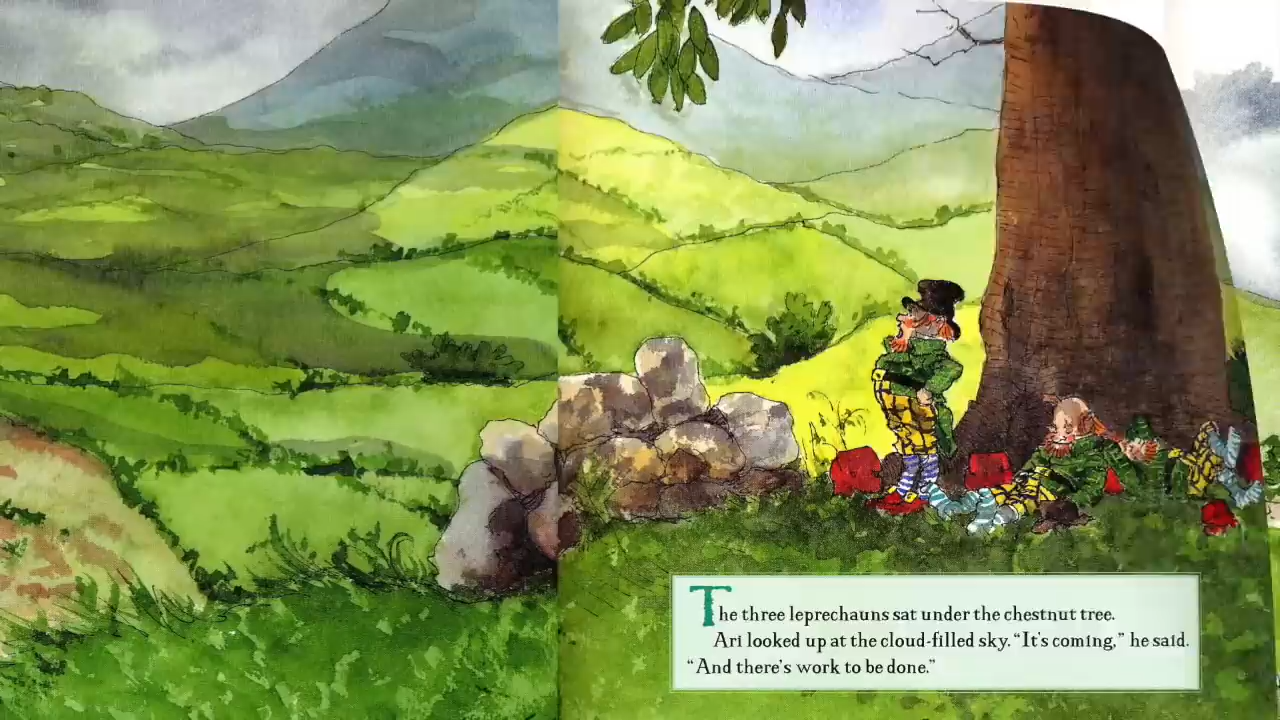 The three leprechauns sat under the chestnut tree.
Ari looked up at the cloud-filled sky. “It’s coming,” he said.
“And there’s work to be done.”